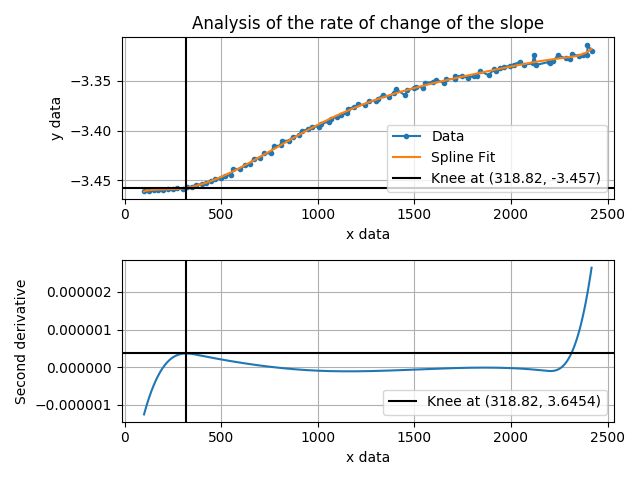 Analysis of the rate of change of the slope
y data
−3.35
−3.40
−3.45
Data
Spline Fit
Knee at (318.82, -3.457)
0 500 1000 1500 2000 2500
x data
Second derivative
0.000002
0.000001
0.000000
−0.000001
Knee at (318.82, 3.6454)
0 500 1000 1500 2000 2500
x data